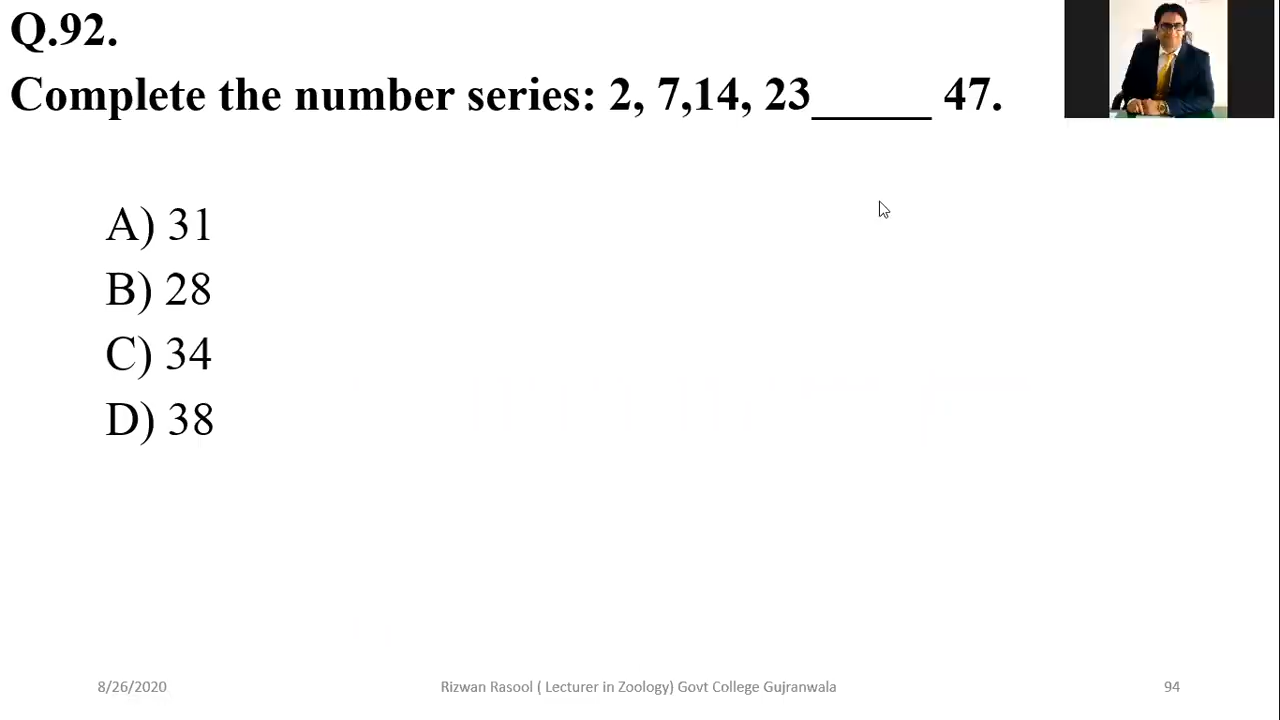 Q.92.
Complete the number series: 2, 7,14, 23_____ 47.
A) 31
B) 28
C) 34
D) 38
8/26/2020
Rizwan Rasool ( Lecturer in Zoology) Govt College Gujranwala
94